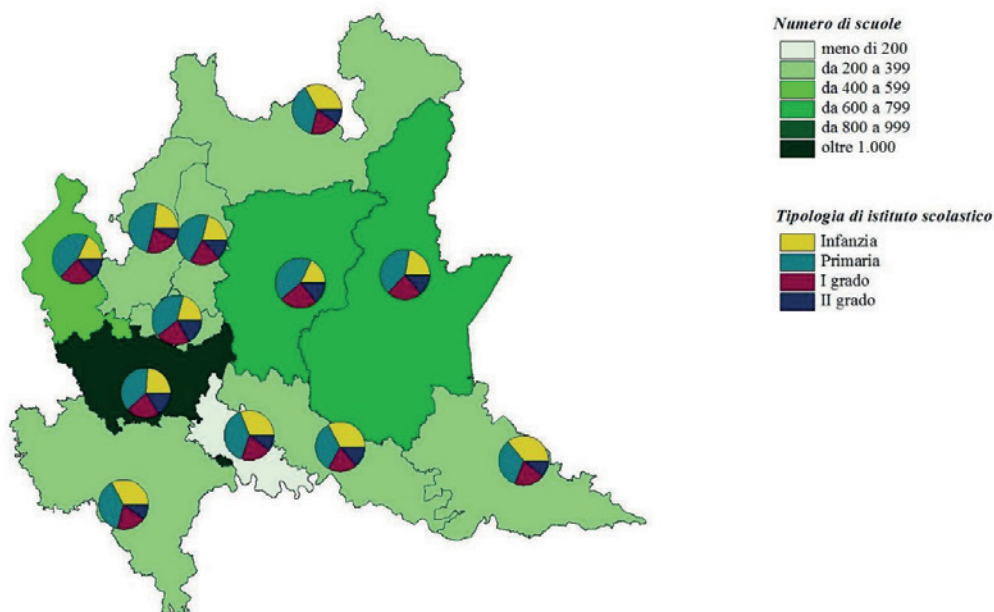 Numero di scuole
meno di 200
da 200 a 399
da 400 a 599
da 600 a 799
da 800 a 999
oltre 1.000
Tipologia di istituto scolastico
Infanzia
Primaria
I grado
II grado